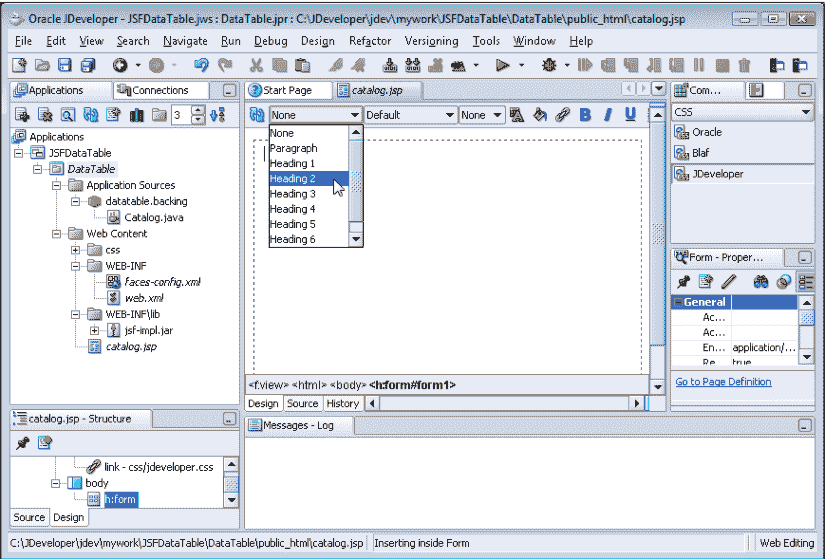 Oracle JDeveloper - JSFDataTable.jws : DataTable.jpr : C:\JDeveloper\jdev\mywork\JSFDataTable\DataTable\public_html\catalog.jsp
File Edit View Search Navigate Run Debug Design Refactor Versioning Tools Window Help
Applications Connections
3
Applications
JSFDataTable
DataTable
Application Sources
datatable.backing
Catalog.java
Web Content
css
WEB-INF
faces-config.xml
web.xml
WEB-INF\lib
jsf-impl.jar
catalog.jsp
catalog.jsp - Structure
link - css/jdeveloper.css
body
h:form
Source Design
Start Page catalog.jsp
None Default None A B I U
None
Paragraph
Heading 1
Heading 2
Heading 3
Heading 4
Heading 5
Heading 6
<f:view> <html> <body> <h:form#form1>
Design Source History
Messages - Log
Com...
CSS
Oracle
Blaf
JDeveloper
Form - Proper...
General
Ac...
Ac...
En... application/...
Re true
Go to Page Definition
C:\JDeveloper\jdev\mywork\JSFDataTable\DataTable\public_html\catalog.jsp Inserting inside Form Web Editing